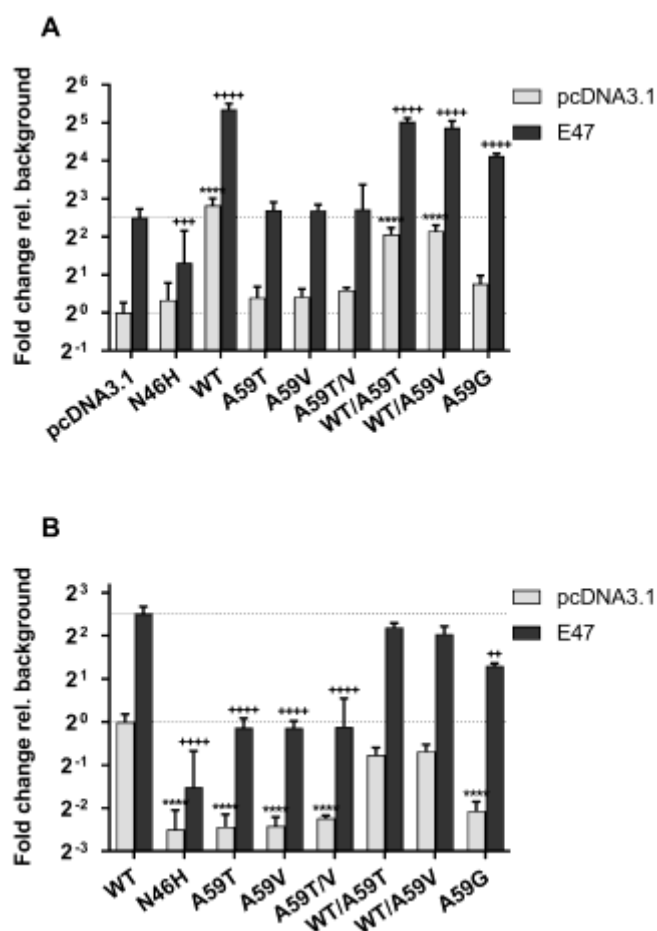 A
Fold change rel. background
2⁶
2⁵
2⁴
2³
2²
2¹
2⁰
2⁻¹
pcDNA3.1
E47
+++
****
++++
****
++++
****
++++
++++
pcDNA3.1
N46H
WT
A59T
A59V
A59T/V
WT/A59T
WT/A59V
A59G
B
Fold change rel. background
2³
2²
2¹
2⁰
2⁻¹
2⁻²
2⁻³
pcDNA3.1
E47
****
++++
****
++++
****
++++
****
++++
****
++
WT
N46H
A59T
A59V
A59T/V
WT/A59T
WT/A59V
A59G